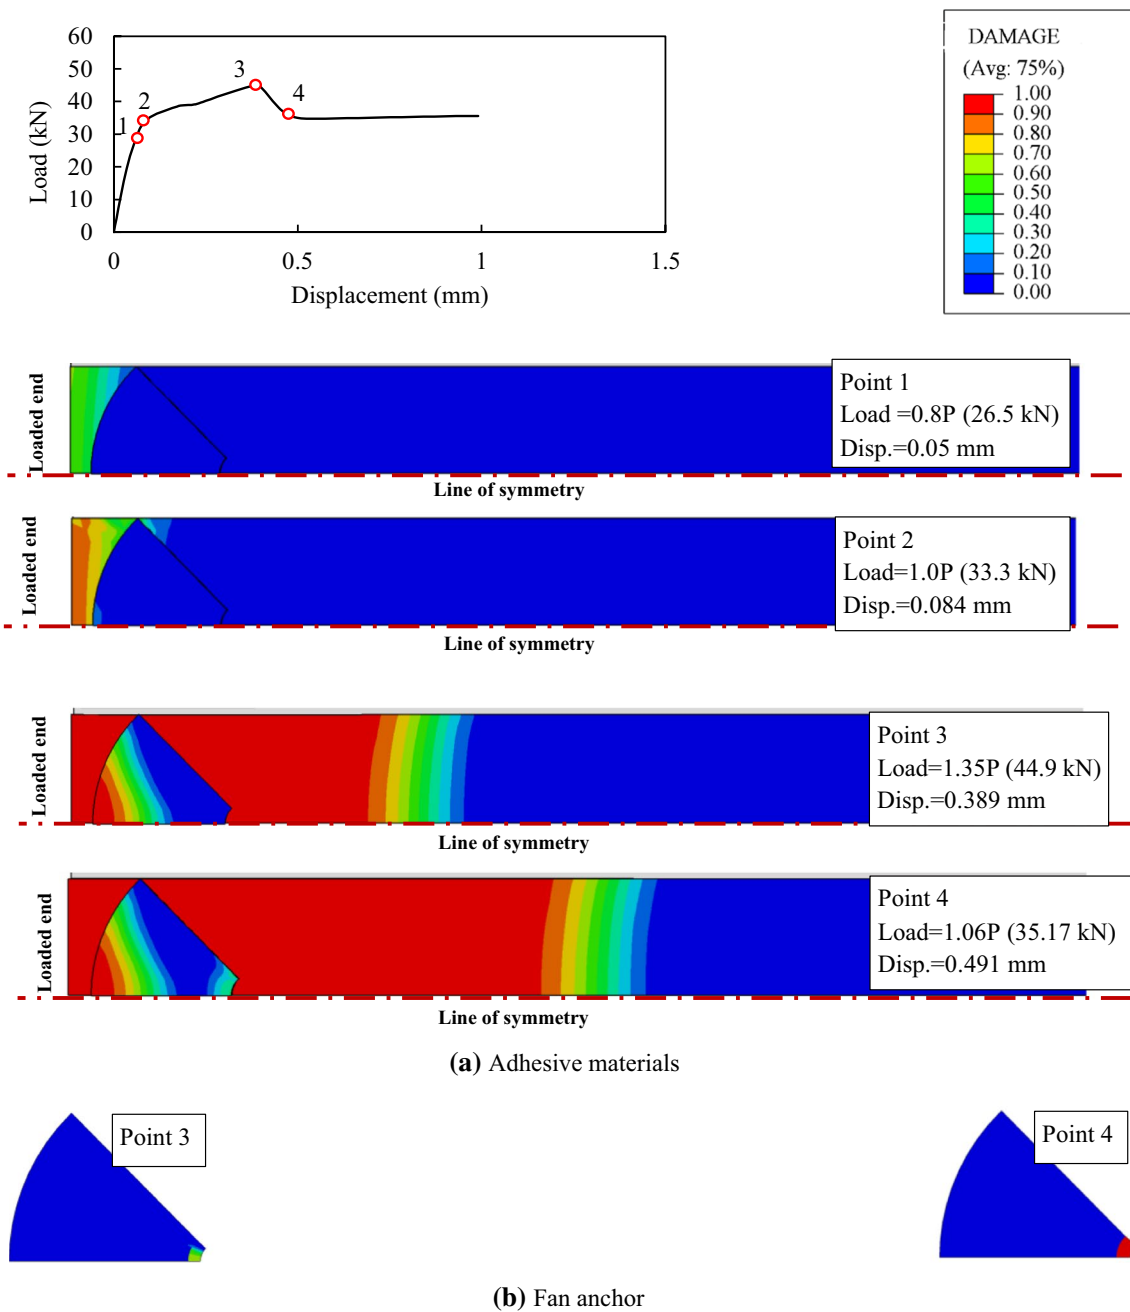 60
50
40
30
20
10
0
Load (kN)
1
2
3
4
0
0.5
1
1.5
Displacement (mm)
DAMAGE
(Avg: 75%)
1.00
0.90
0.80
0.70
0.60
0.50
0.40
0.30
0.20
0.10
0.00
Loaded end
Point 1
Load =0.8P (26.5 kN)
Disp.=0.05 mm
Line of symmetry
Loaded end
Point 2
Load=1.0P (33.3 kN)
Disp.=0.084 mm
Line of symmetry
Loaded end
Point 3
Load=1.35P (44.9 kN)
Disp.=0.389 mm
Line of symmetry
Loaded end
Point 4
Load=1.06P (35.17 kN)
Disp.=0.491 mm
Line of symmetry
(a) Adhesive materials
Point 3
Point 4
(b) Fan anchor